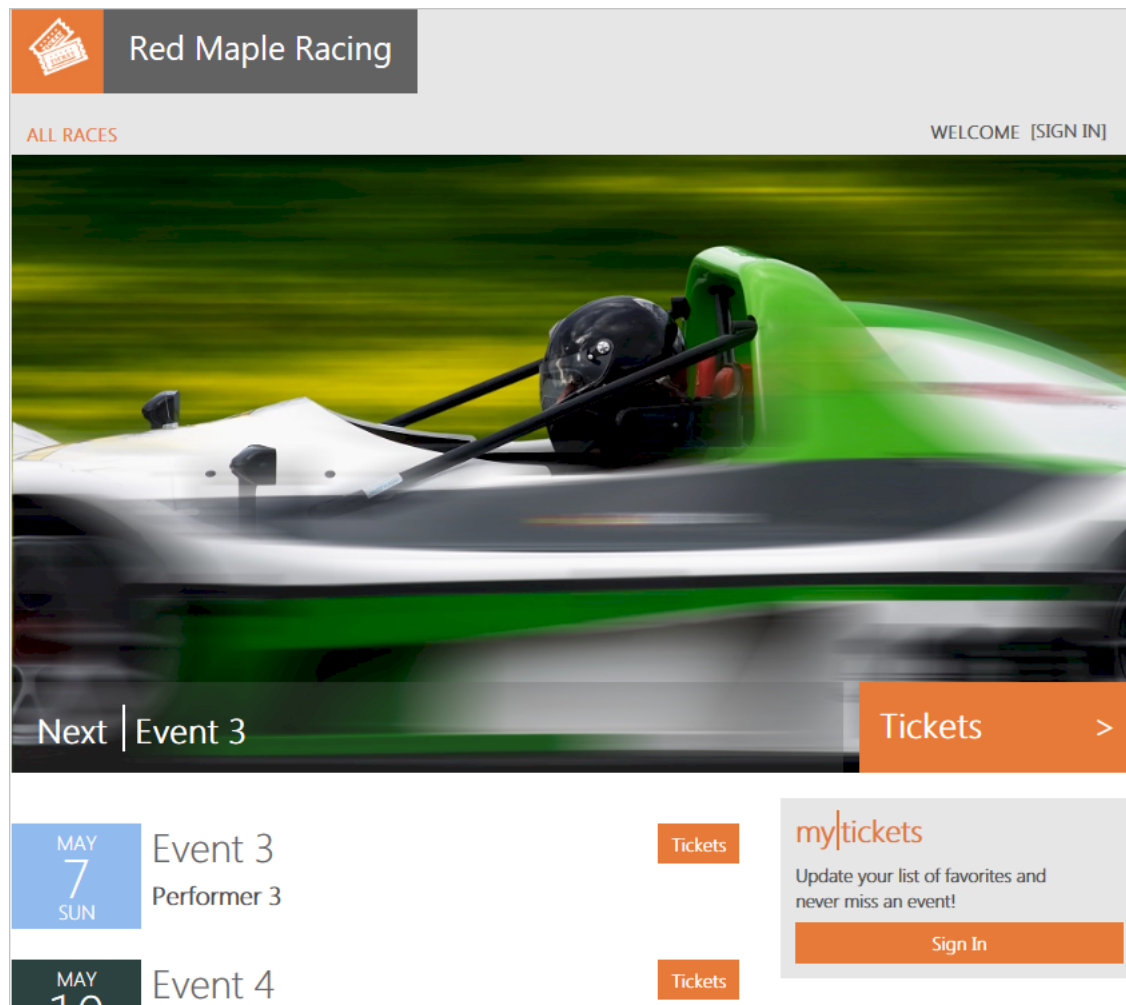 Red Maple Racing
ALL RACES
WELCOME [SIGN IN]
Next Event 3
Tickets >
MAY
7
SUN
Event 3
Performer 3
Tickets
my|tickets
Update your list of favorites and
never miss an event!
Sign In
MAY
Event 4
Tickets